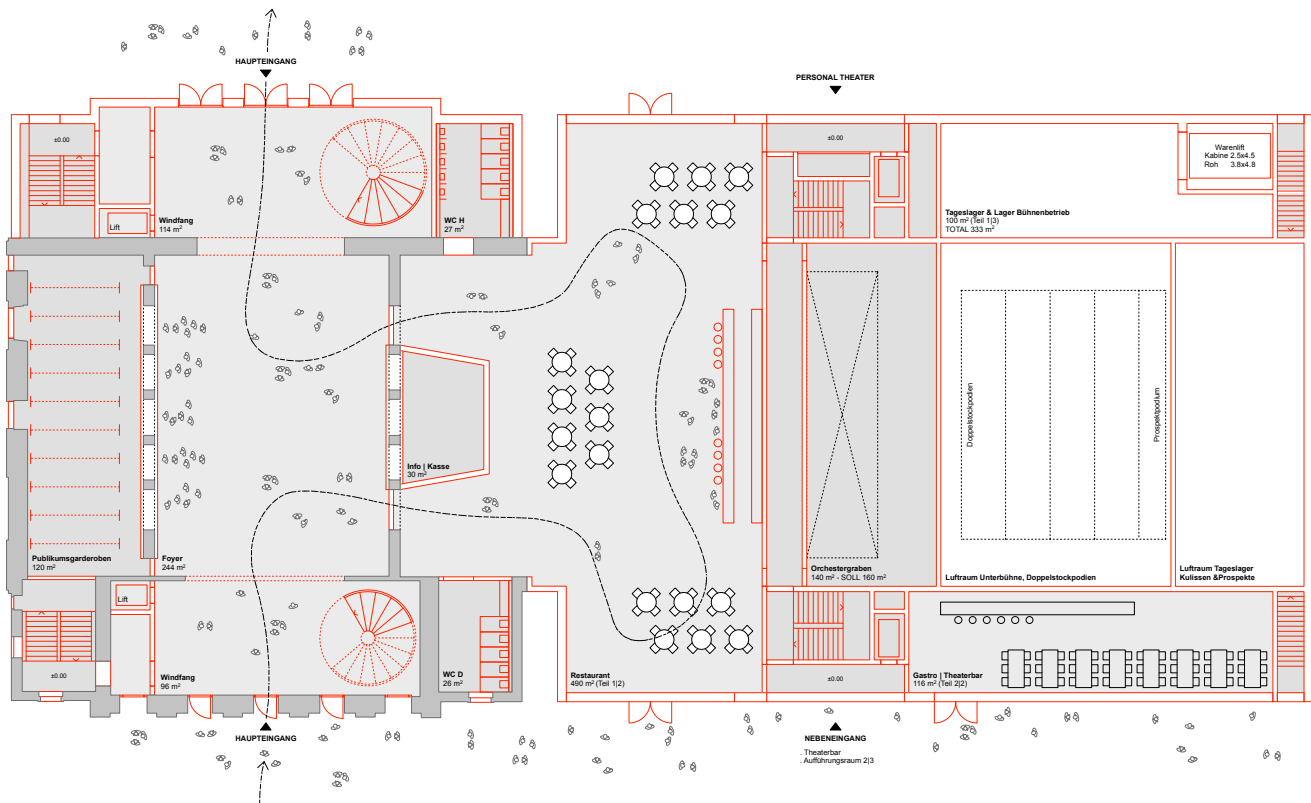 HAUPTEINGANG
PERSONAL THEATER
±0.00
±0.00
Warenlift
Kabine 2.5x4.5
Roh 3.8x4.8
Lift
Windfang
114 m²
WC H
27 m²
Tageslager & Lager Bühnenbetrieb
100 m² (Teil 1|3)
TOTAL 333 m²
Doppelstockpodien
Prospektpodium
Info | Kasse
30 m²
Publikumsgarderoben
120 m²
Foyer
244 m²
Orchestergraben
140 m² - SOLL 160 m²
Luftraum Unterbühne, Doppelstockpodien
Luftraum Tageslager
Kulissen &Prospekte
Lift
±0.00
Windfang
96 m²
WC D
26 m²
Restaurant
490 m² (Teil 1|2)
±0.00
Gastro | Theaterbar
116 m² (Teil 2|2)
HAUPTEINGANG
NEBENEINGANG
. Theaterbar
. Aufführungsraum 2|3